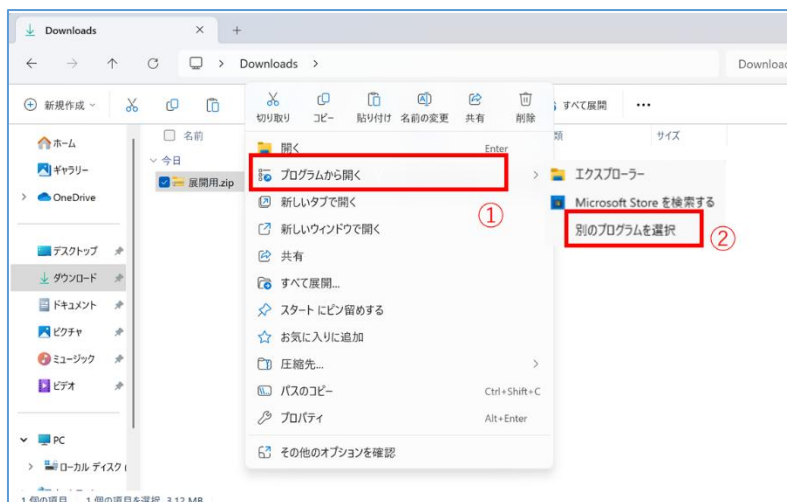 Downloads
Downloads
Downloads
新規作成
すべて展開
切り取り
コピー
貼り付け
名前の変更
共有
削除
ホーム
ギャラリー
OneDrive
デスクトップ
ダウンロード
ドキュメント
ピクチャ
ミュージック
ビデオ
PC
ローカル ディスク
名前
サイズ
今日
展開用.zip
開く Enter
プログラムから開く
①
新しいタブで開く
新しいウィンドウで開く
共有
すべて展開...
スタート にピン留めする
お気に入りに追加
圧縮先...
パスのコピー Ctrl+Shift+C
プロパティ Alt+Enter
その他のオプションを確認
エクスプローラー
Microsoft Store を検索する
別のプログラムを選択
②
1 個の項目 1 個の項目を選択 3.12 MB